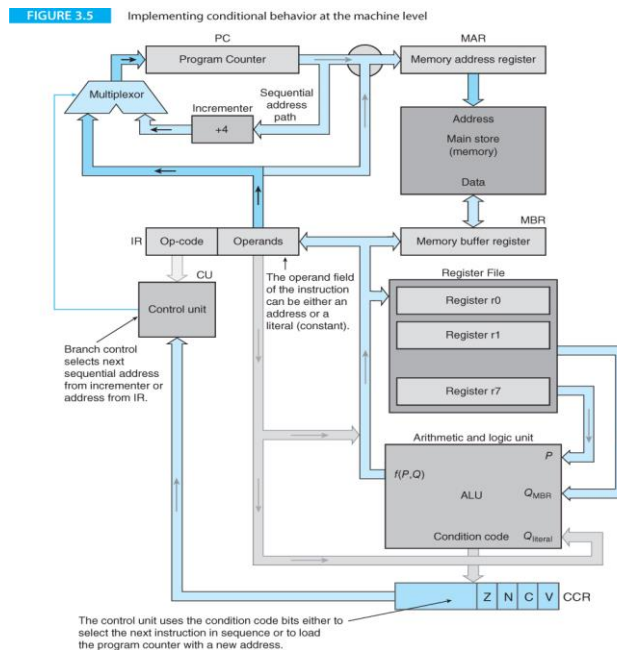 FIGURE 3.5 Implementing conditional behavior at the machine level
PC
Program Counter
MAR
Memory address register
Multiplexor
Incrementer
+4
Sequential
address
path
Address
Main store
(memory)
Data
MBR
Memory buffer register
IR
Op-code
Operands
CU
Control unit
The operand field
of the instruction
can be either an
address or a
literal (constant).
Branch control
selects next
sequential address
from incrementer or
address from IR.
Register File
Register r0
Register r1
Register r7
Arithmetic and logic unit
P
f(P,Q)
ALU
QMBR
Condition code
Qliteral
Z N C V CCR
The control unit uses the condition code bits either to
select the next instruction in sequence or to load
the program counter with a new address.